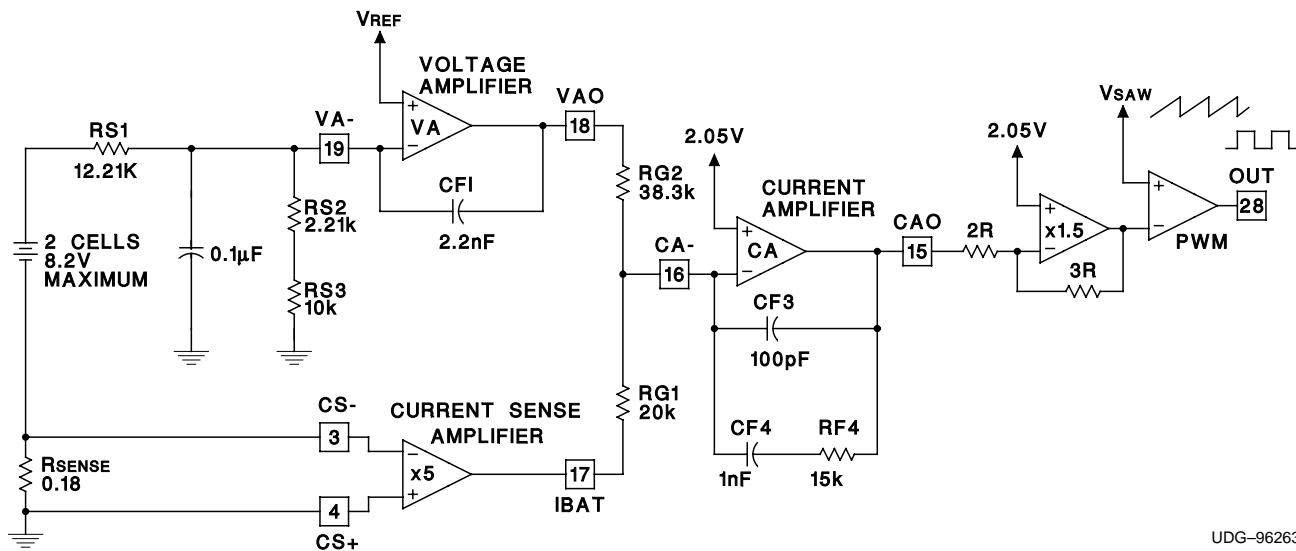 VREF
VOLTAGE
AMPLIFIER
VA-
19
+
VA
−
VAO
18
RS1
12.21K
CF1
2.2nF
RS2
2.21k
0.1µF
RS3
10k
2 CELLS
8.2V
MAXIMUM
RG2
38.3k
2.05V
CURRENT
AMPLIFIER
CA-
16
+
CA
−
CAO
15
CF3
100pF
CF4
1nF
RF4
15k
2R
2.05V
+
x1.5
−
3R
VSAW
+
−
PWM
OUT
28
RG1
20k
CS-
3
CURRENT SENSE
AMPLIFIER
−
x5
+
17
IBAT
RSENSE
0.18
4
CS+
UDG–96263